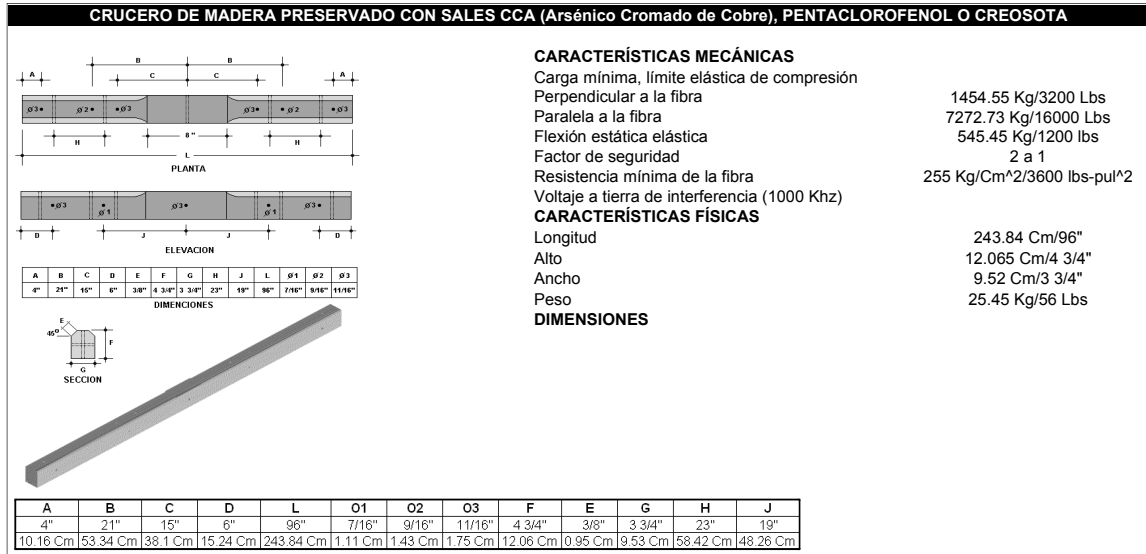 CRUCERO DE MADERA PRESERVADO CON SALES CCA (Arsénico Cromado de Cobre), PENTACLOROFENOL O CREOSOTA
B B
A C C A
Ø3 Ø2 Ø3 Ø3 Ø2 Ø3
H 8" H
L
PLANTA
Ø3 Ø1 Ø3 Ø1 Ø3
D J J D
ELEVACION
A B C D E F G H J L Ø1 Ø2 Ø3
4" 21" 15" 6" 3/8" 4 3/4" 3 3/4" 23" 19" 96" 7/16" 9/16" 11/16"
DIMENCIONES
E
45º
F
G
SECCION
CARACTERÍSTICAS MECÁNICAS
Carga mínima, límite elástica de compresión
Perpendicular a la fibra 1454.55 Kg/3200 Lbs
Paralela a la fibra 7272.73 Kg/16000 Lbs
Flexión estática elástica 545.45 Kg/1200 lbs
Factor de seguridad 2 a 1
Resistencia mínima de la fibra 255 Kg/Cm^2/3600 lbs-pul^2
Voltaje a tierra de interferencia (1000 Khz)
CARACTERÍSTICAS FÍSICAS
Longitud 243.84 Cm/96"
Alto 12.065 Cm/4 3/4"
Ancho 9.52 Cm/3 3/4"
Peso 25.45 Kg/56 Lbs
DIMENSIONES
A B C D L O1 O2 O3 F E G H J
4" 21" 15" 6" 96" 7/16" 9/16" 11/16" 4 3/4" 3/8" 3 3/4" 23" 19"
10.16 Cm 53.34 Cm 38.1 Cm 15.24 Cm 243.84 Cm 1.11 Cm 1.43 Cm 1.75 Cm 12.06 Cm 0.95 Cm 9.53 Cm 58.42 Cm 48.26 Cm